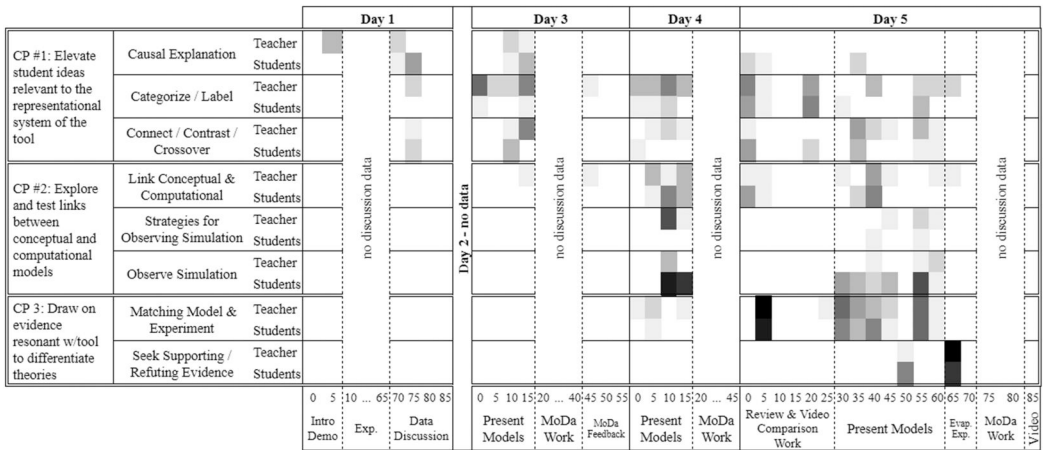 Day 1
Day 3
Day 4
Day 5
CP #1: Elevate
student ideas
relevant to the
representational
system of the
tool
Causal Explanation
Teacher
Students
Categorize / Label
Teacher
Students
Connect / Contrast /
Crossover
Teacher
Students
CP #2: Explore
and test links
between
conceptual and
computational
models
Link Conceptual &
Computational
Teacher
Students
Strategies for
Observing Simulation
Teacher
Students
Observe Simulation
Teacher
Students
CP 3: Draw on
evidence
resonant w/tool
to differentiate
theories
Matching Model &
Experiment
Teacher
Students
Seek Supporting /
Refuting Evidence
Teacher
Students
no discussion data
Day 2 - no data
no discussion data
no discussion data
no discussion data
0 5 10 ... 65 70 75 80 85
0 5 10 15 20 ... 40 45 50 55
0 5 10 15 20 ... 45
0 5 10 15 20 25 30 35 40 45 50 55 60 65 70 75 80 85
Intro
Demo
Exp.
Data
Discussion
Present
Models
MoDa
Work
MoDa
Feedback
Present
Models
MoDa
Work
Review & Video
Comparison
Work
Present Models
Evap.
Exp.
MoDa
Work
Video